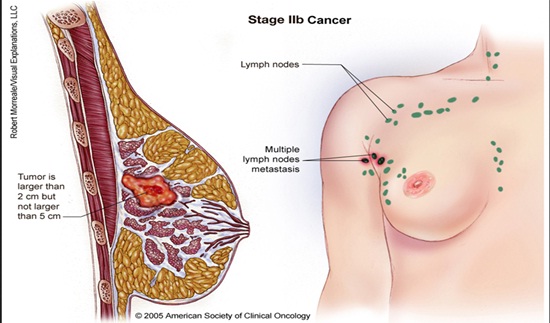 Stage IIb Cancer
Robert Morreale/Visual Explanations, LLC
Lymph nodes
Multiple
lymph nodes
metastasis
Tumor is
larger than
2 cm but
not larger
than 5 cm
© 2005 American Society of Clinical Oncology